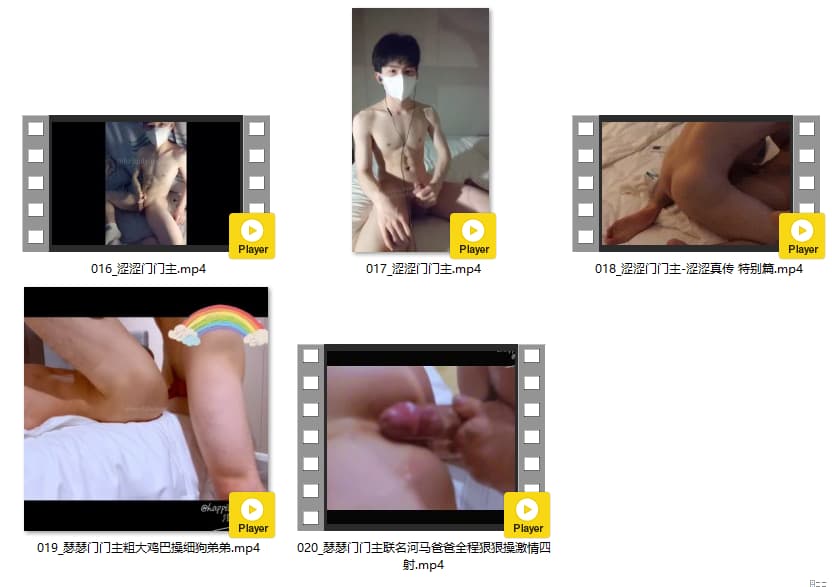 Player
016_涩涩门门主.mp4
Player
017_涩涩门门主.mp4
Player
018_涩涩门门主-涩涩真传 特别篇.mp4
Player
019_瑟瑟门门主粗大鸡巴操细狗弟弟.mp4
Player
020_瑟瑟门门主联名河马爸爸全程狠狠操激情四
射.mp4